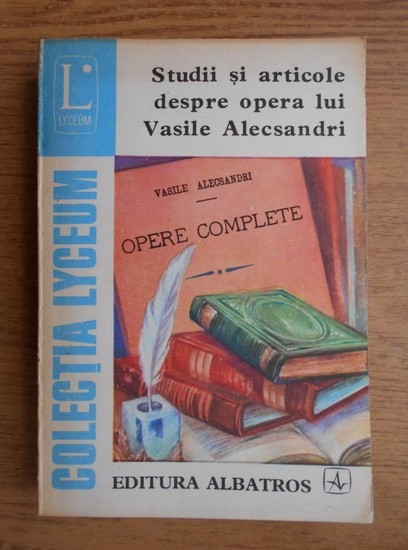 L
LYCEUM
Studii și articole
despre opera lui
Vasile Alecsandri
COLECȚIA LYCEUM
VASILE ALECSANDRI
OPERE COMPLETE
EDITURA ALBATROS
A